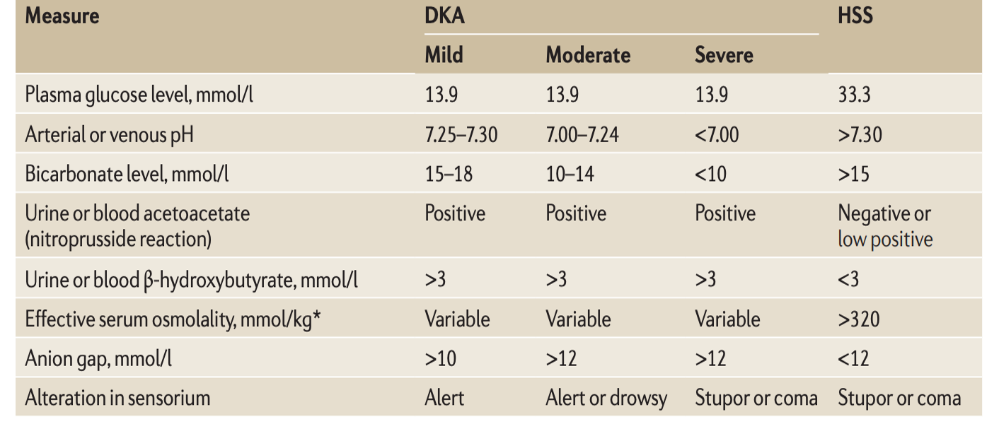 Measure DKA HSS
Mild Moderate Severe
Plasma glucose level, mmol/l 13.9 13.9 13.9 33.3
Arterial or venous pH 7.25–7.30 7.00–7.24 <7.00 >7.30
Bicarbonate level, mmol/l 15–18 10–14 <10 >15
Urine or blood acetoacetate Positive Positive Positive Negative or
(nitroprusside reaction) low positive
Urine or blood β-hydroxybutyrate, mmol/l >3 >3 >3 <3
Effective serum osmolality, mmol/kg* Variable Variable Variable >320
Anion gap, mmol/l >10 >12 >12 <12
Alteration in sensorium Alert Alert or drowsy Stupor or coma Stupor or coma